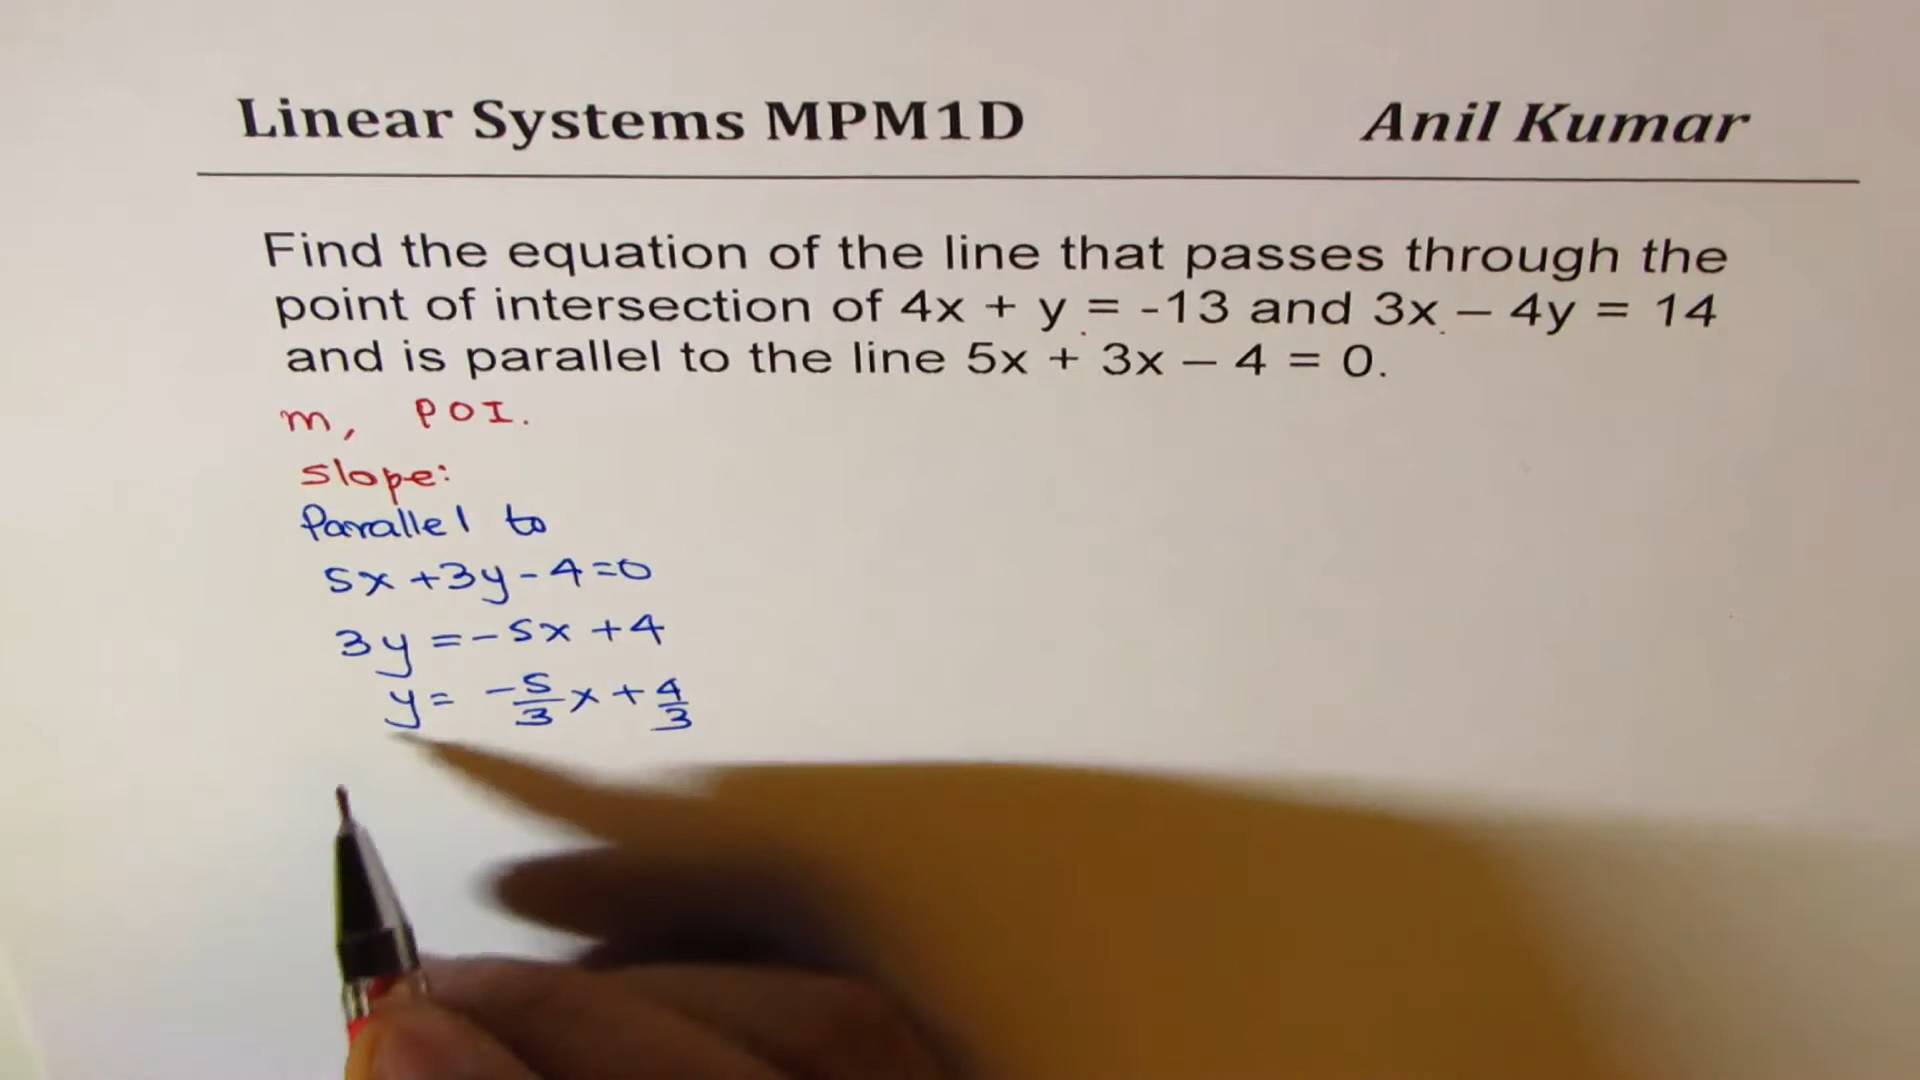 Linear Systems MPM1D Anil Kumar
Find the equation of the line that passes through the
point of intersection of 4x + y = -13 and 3x – 4y = 14
and is parallel to the line 5x + 3x – 4 = 0.
m, POI.
Slope:
Parallel to
5x +3y - 4 = 0
3y = -5x + 4
y = -5/3 x + 4/3